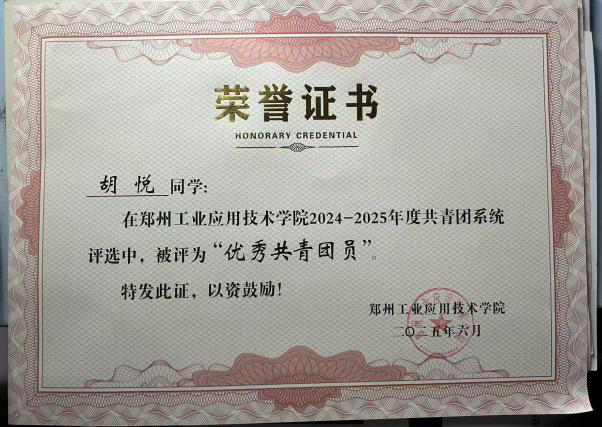 荣誉证书
HONORARY CREDENTIAL
胡悦同学:
在郑州工业应用技术学院2024-2025年度共青团系统
评选中，被评为“优秀共青团员”。
特发此证，以资鼓励!
郑州工业应用技术学院
二〇二五年六月